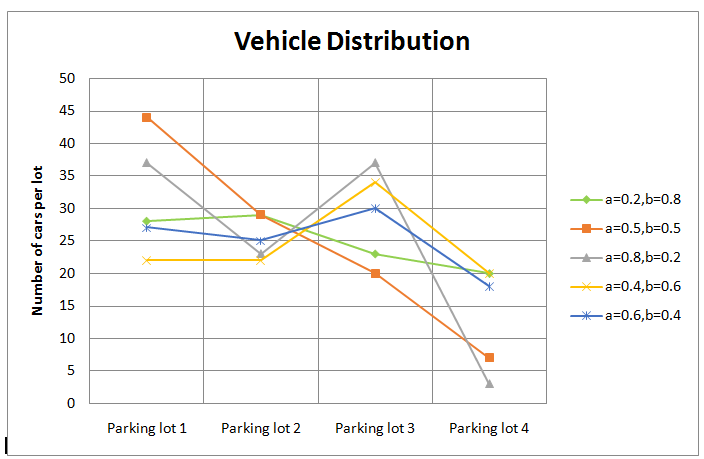 Vehicle Distribution
Number of cars per lot
50
45
40
35
30
25
20
15
10
5
0
Parking lot 1 Parking lot 2 Parking lot 3 Parking lot 4
a=0.2,b=0.8
a=0.5,b=0.5
a=0.8,b=0.2
a=0.4,b=0.6
a=0.6,b=0.4